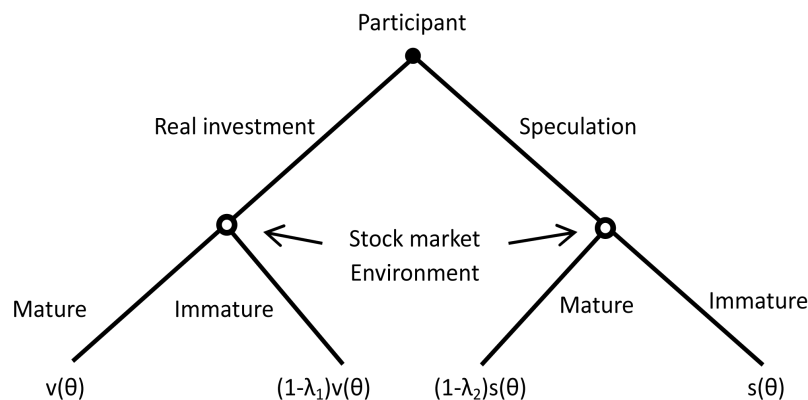 Participant
Real investment
Speculation
Stock market
Environment
Mature
Immature
Mature
Immature
v(θ)
(1-λ₁)v(θ)
(1-λ₂)s(θ)
s(θ)